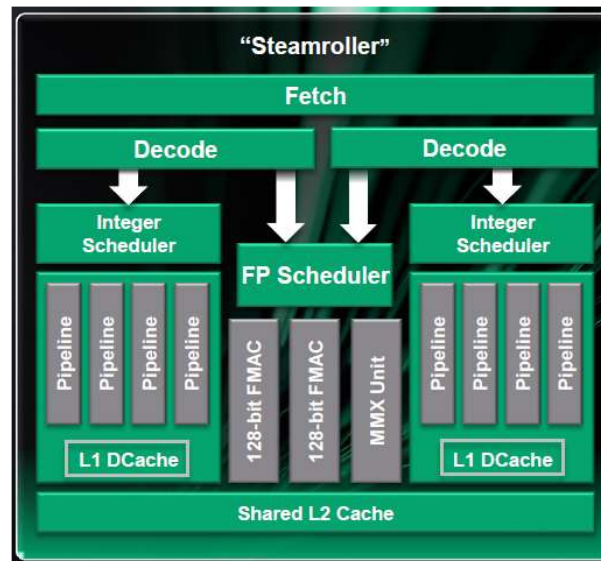 “Steamroller”
Fetch
Decode
Decode
Integer
Scheduler
FP Scheduler
Integer
Scheduler
Pipeline
Pipeline
Pipeline
Pipeline
L1 DCache
128-bit FMAC
128-bit FMAC
MMX Unit
Pipeline
Pipeline
Pipeline
Pipeline
L1 DCache
Shared L2 Cache